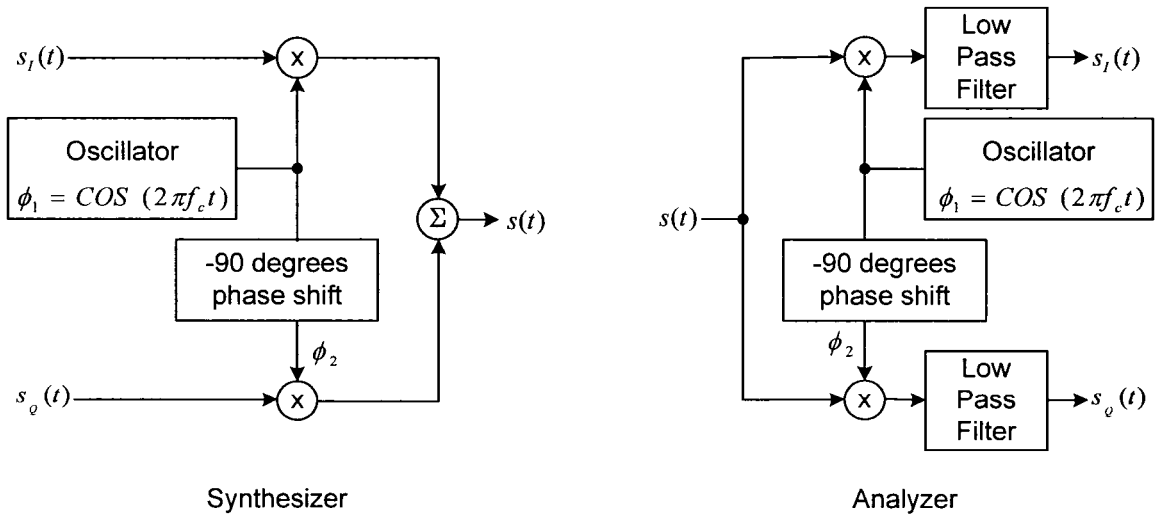 s_I(t)
X
Oscillator
ϕ_1 = COS (2πf_c t)
-90 degrees
phase shift
ϕ_2
s_Q(t)
X
Σ
s(t)
Synthesizer
s(t)
X
Low
Pass
Filter
s_I(t)
Oscillator
ϕ_1 = COS (2πf_c t)
-90 degrees
phase shift
ϕ_2
X
Low
Pass
Filter
s_Q(t)
Analyzer